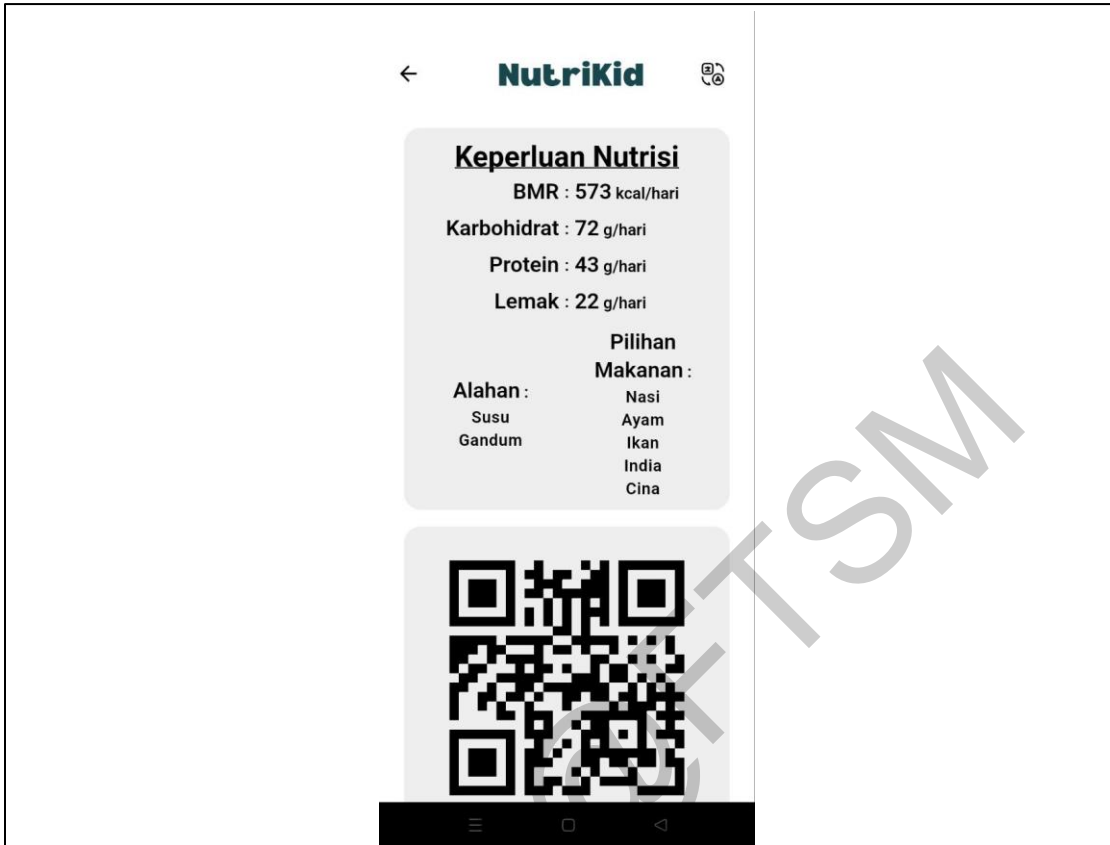 NutriKid
Keperluan Nutrisi
BMR : 573 kcal/hari
Karbohidrat : 72 g/hari
Protein : 43 g/hari
Lemak : 22 g/hari
Alahan :
Susu
Gandum
Pilihan
Makanan :
Nasi
Ayam
Ikan
India
Cina
@FTSM